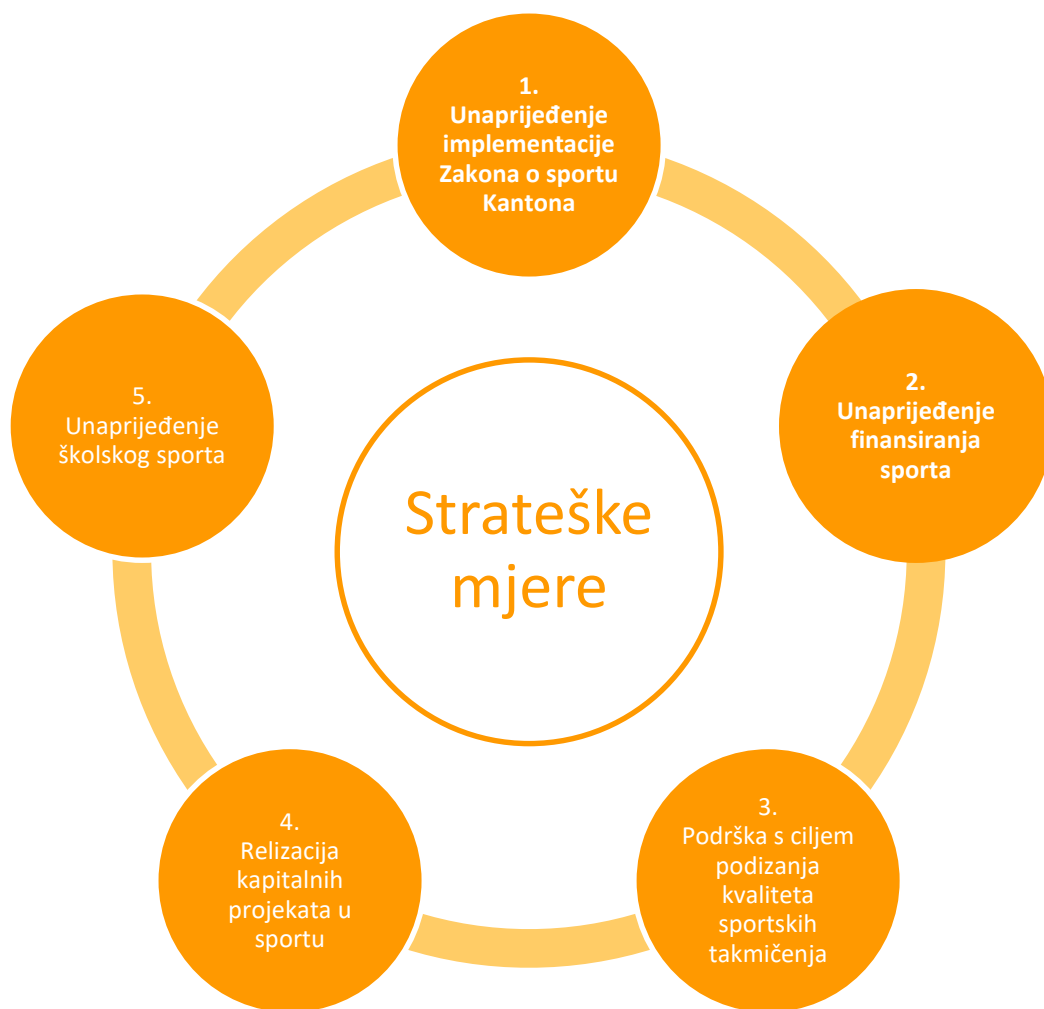 1.
Unaprijeđenje
implementacije
Zakona o sportu
Kantona
2.
Unaprijeđenje
finansiranja
sporta
3.
Podrška s ciljem
podizanja
kvaliteta
sportskih
takmičenja
4.
Relizacija
kapitalnih
projekata u
sportu
5.
Unaprijeđenje
školskog sporta
Strateške
mjere